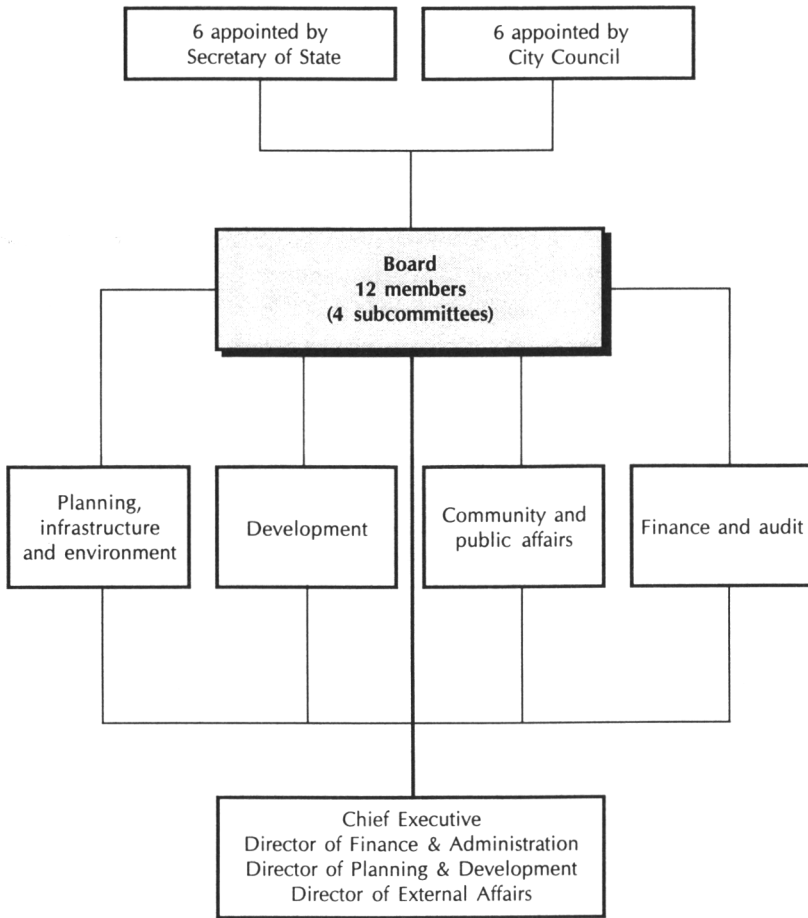 6 appointed by
Secretary of State
6 appointed by
City Council
Board
12 members
(4 subcommittees)
Planning,
infrastructure
and environment
Development
Community and
public affairs
Finance and audit
Chief Executive
Director of Finance & Administration
Director of Planning & Development
Director of External Affairs